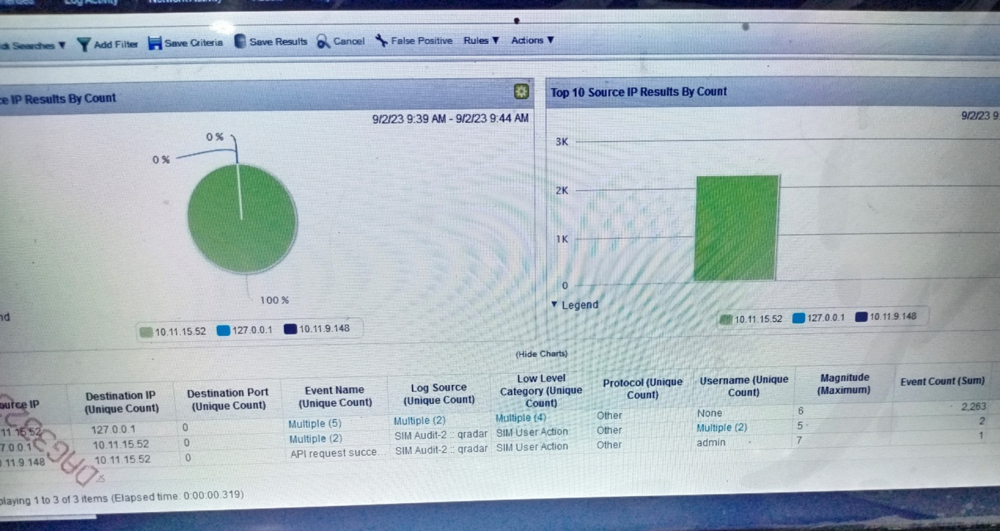 Log Activity
Searches ▼ Add Filter Save Criteria Save Results Cancel False Positive Rules ▼ Actions ▼
IP Results By Count
Top 10 Source IP Results By Count
9/2/23 9:39 AM - 9/2/23 9:44 AM
9/2/23 9
0 %
0 %
100 %
3K
2K
1K
0
▼ Legend
10.11.15.52 127.0.0.1 10.11.9.148
10.11.15.52 127.0.0.1 10.11.9.148
(Hide Charts)
ource IP Destination IP (Unique Count) Destination Port (Unique Count) Event Name (Unique Count) Log Source (Unique Count) Low Level Category (Unique Count) Protocol (Unique Count) Username (Unique Count) Magnitude (Maximum) Event Count (Sum)
11.15.52 127.0.0.1 0 Multiple (5) Multiple (2) Multiple (4) Other None 6 2,263
7.0.0.1 10.11.15.52 0 Multiple (2) SIM Audit-2 :: qradar SIM User Action Other Multiple (2) 5 2
11.9.148 10.11.15.52 0 API request succe... SIM Audit-2 :: qradar SIM User Action Other admin 7 1
playing 1 to 3 of 3 items (Elapsed time: 0:00:00.319)